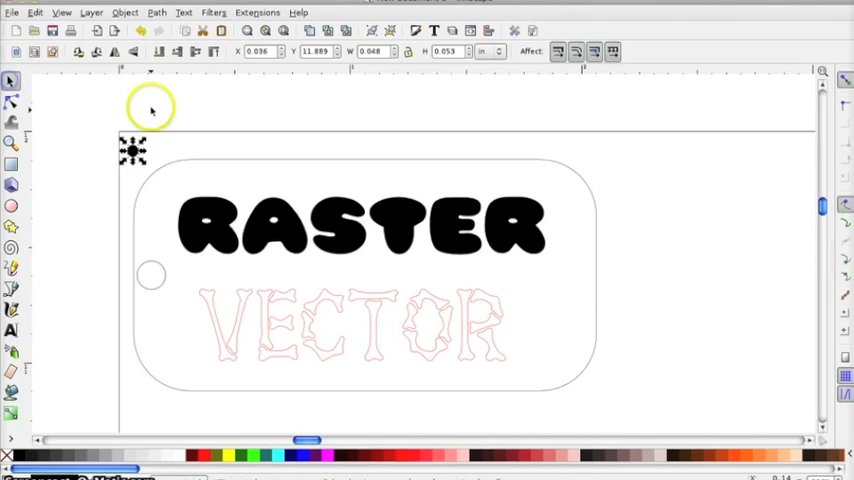 File Edit View Layer Object Path Text Filters Extensions Help
X 0.036 Y 11.889 W 0.048 H 0.053 in Affect:
RASTER
VECTOR